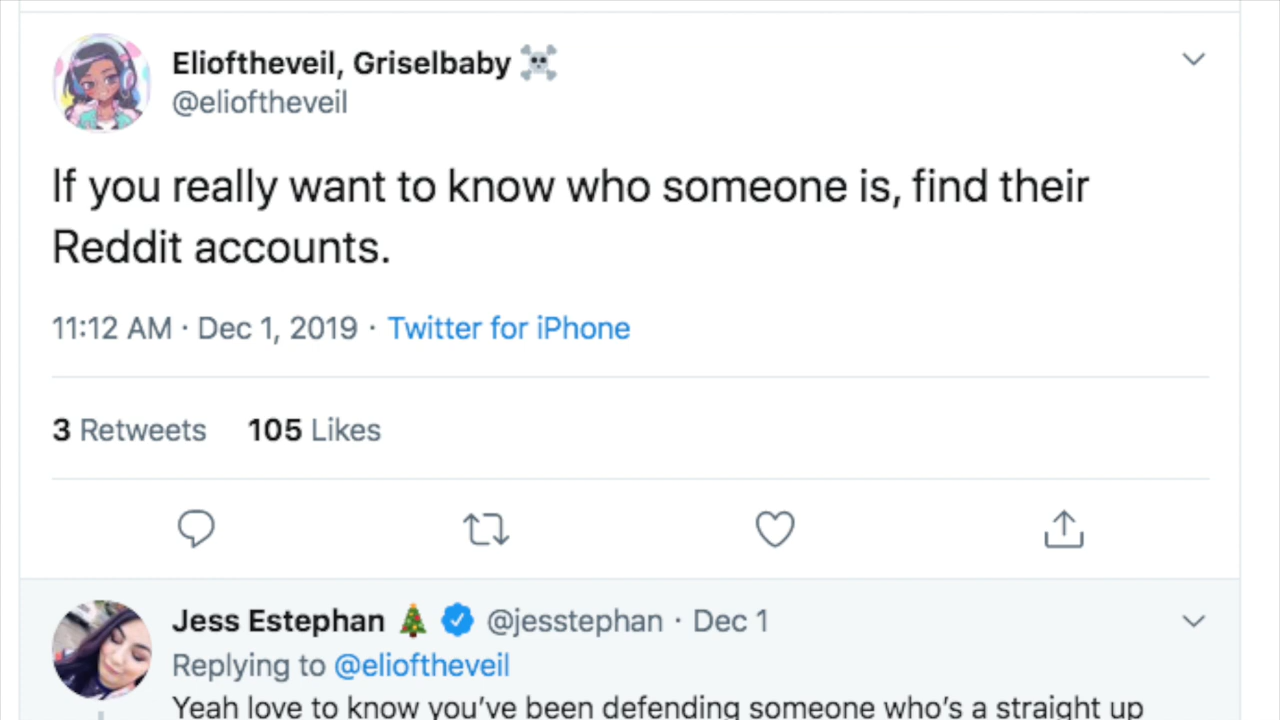 Elioftheveil, Griselbaby ☠️
@elioftheveil
If you really want to know who someone is, find their
Reddit accounts.
11:12 AM · Dec 1, 2019 · Twitter for iPhone
3 Retweets 105 Likes
Jess Estephan 🎄 @jesstephan · Dec 1
Replying to @elioftheveil
Yeah love to know you've been defending someone who's a straight up